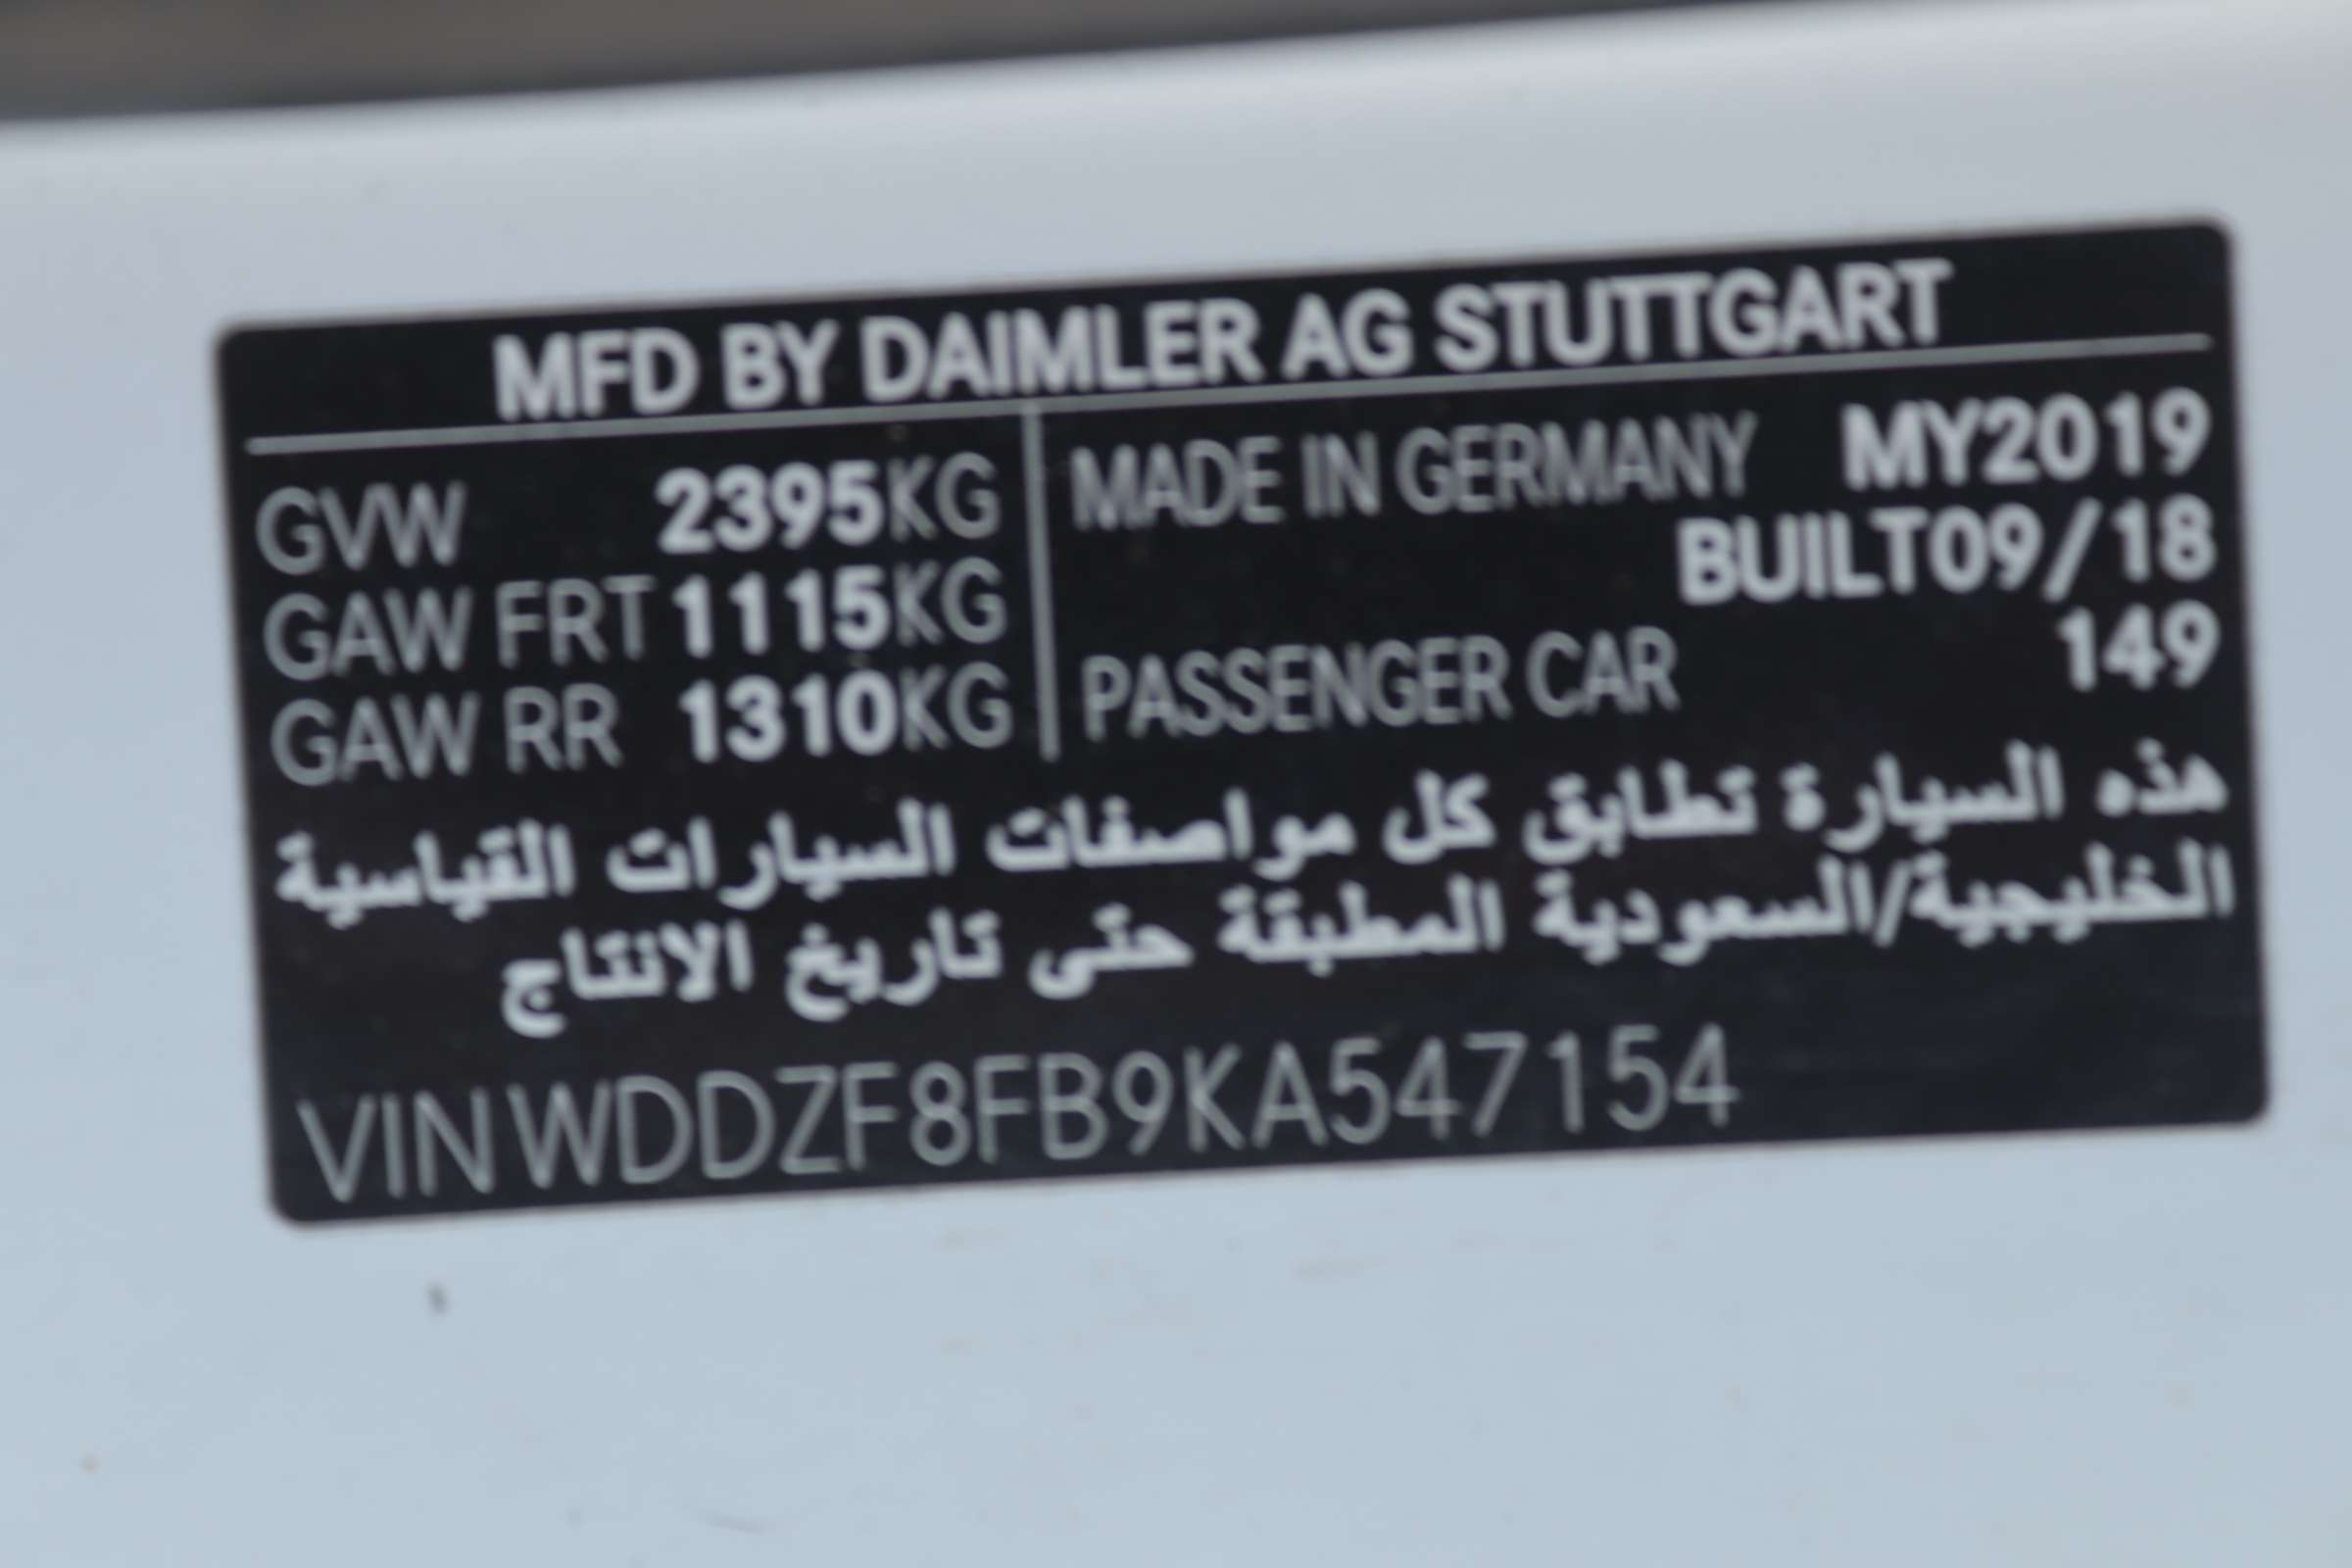 MFD BY DAIMLER AG STUTTGART
GVW 2395KG
GAW FRT 1115KG
GAW RR 1310KG
MADE IN GERMANY MY2019
BUILT09/18
PASSENGER CAR 149
هذه السيارة تطابق كل مواصفات السيارات القياسية
الخليجية/السعودية المطبقة حتى تاريخ الانتاج
VIN WDDZF8FB9KA547154